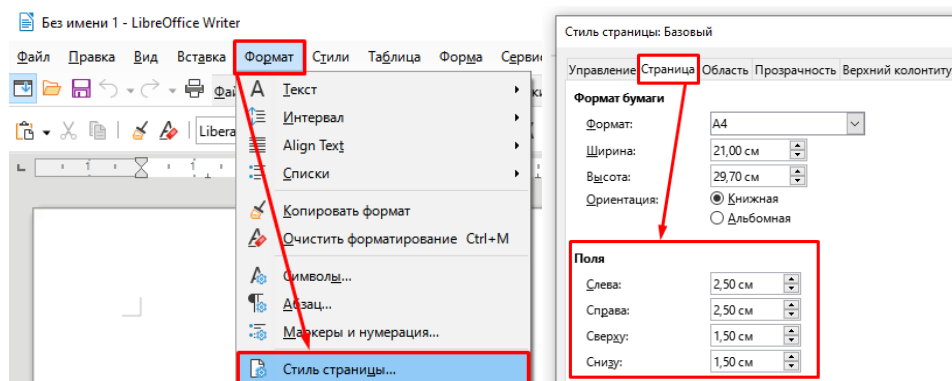 Без имени 1 - LibreOffice Writer
Файл Правка Вид Вставка Формат Стили Таблица Форма Сервис
Текст
Интервал
Align Text
Списки
Копировать формат
Очистить форматирование Ctrl+M
Символы...
Абзац...
Маркеры и нумерация...
Стиль страницы...
Libera
1 1
Стиль страницы: Базовый
Управление Страница Область Прозрачность Верхний колонтиту
Формат бумаги
Формат: A4
Ширина: 21,00 см
Высота: 29,70 см
Ориентация: Книжная
Альбомная
Поля
Слева: 2,50 см
Справа: 2,50 см
Сверху: 1,50 см
Снизу: 1,50 см